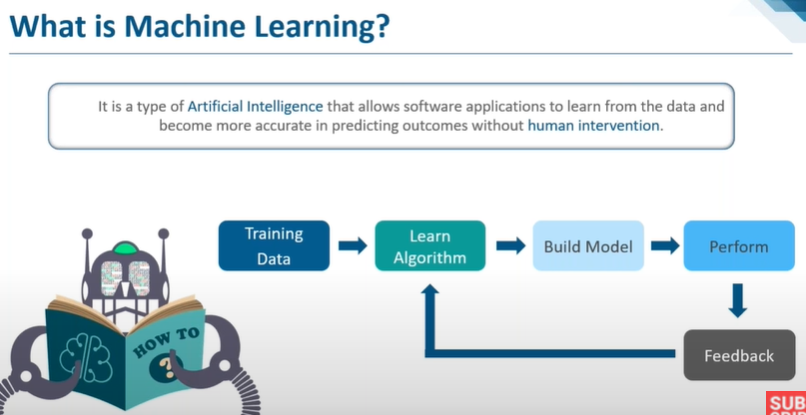 What is Machine Learning?
It is a type of Artificial Intelligence that allows software applications to learn from the data and
become more accurate in predicting outcomes without human intervention.
Training
Data
Learn
Algorithm
Build Model
Perform
Feedback
HOW TO
?
SUB